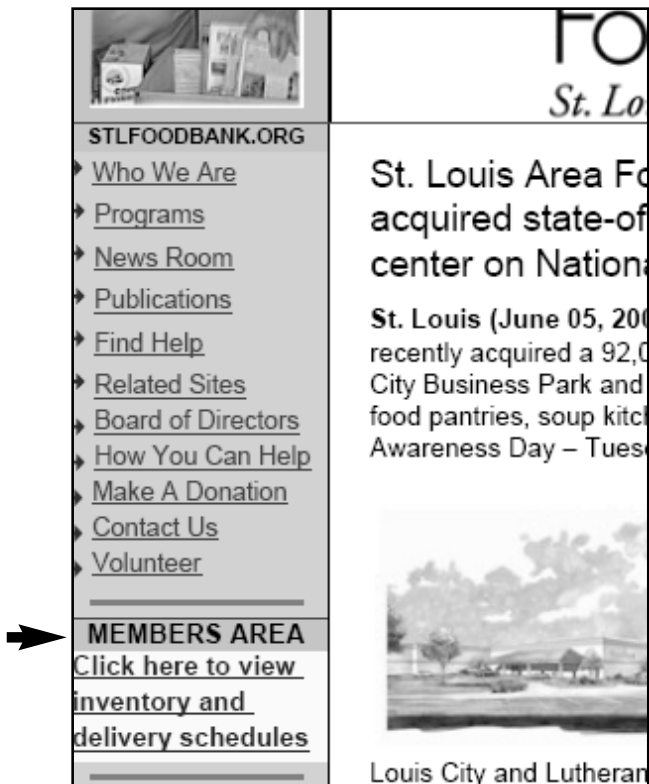 FO
St. Lo
STLFOODBANK.ORG
Who We Are
Programs
News Room
Publications
Find Help
Related Sites
Board of Directors
How You Can Help
Make A Donation
Contact Us
Volunteer
MEMBERS AREA
Click here to view
inventory and
delivery schedules
St. Louis Area Fo
acquired state-of
center on Nationa
St. Louis (June 05, 200
recently acquired a 92,0
City Business Park and
food pantries, soup kitch
Awareness Day – Tues
Louis City and Lutheran